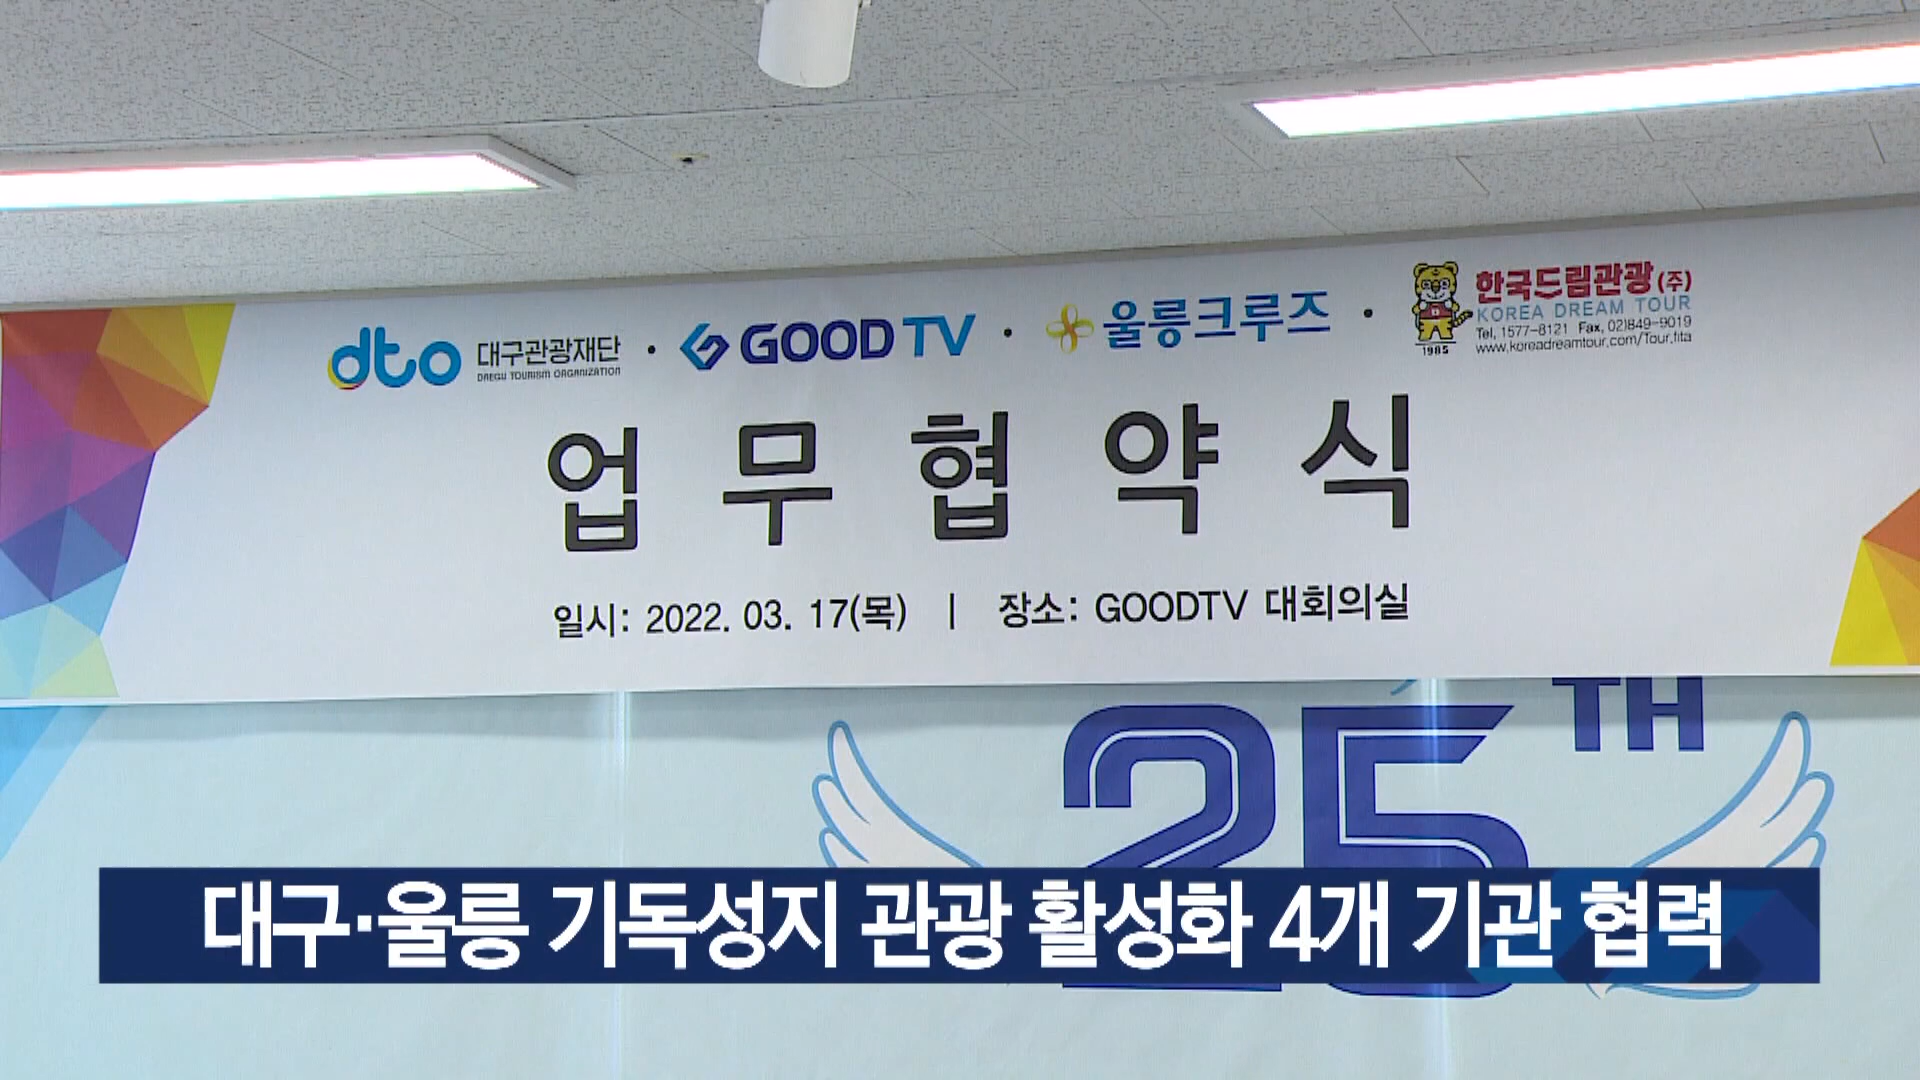 dto 대구관광재단 · GOOD TV · 울릉크루즈 · 한국드림관광(주)
DAEGU TOURISM ORGANIZATION
KOREA DREAM TOUR
Tel, 1577-8121 Fax, 02)849-9019
1985 www.koreadreamtour.com/Tour.fita
업무협약식
일시: 2022. 03. 17(목) | 장소: GOODTV 대회의실
25TH
대구·울릉 기독성지 관광 활성화 4개 기관 협력